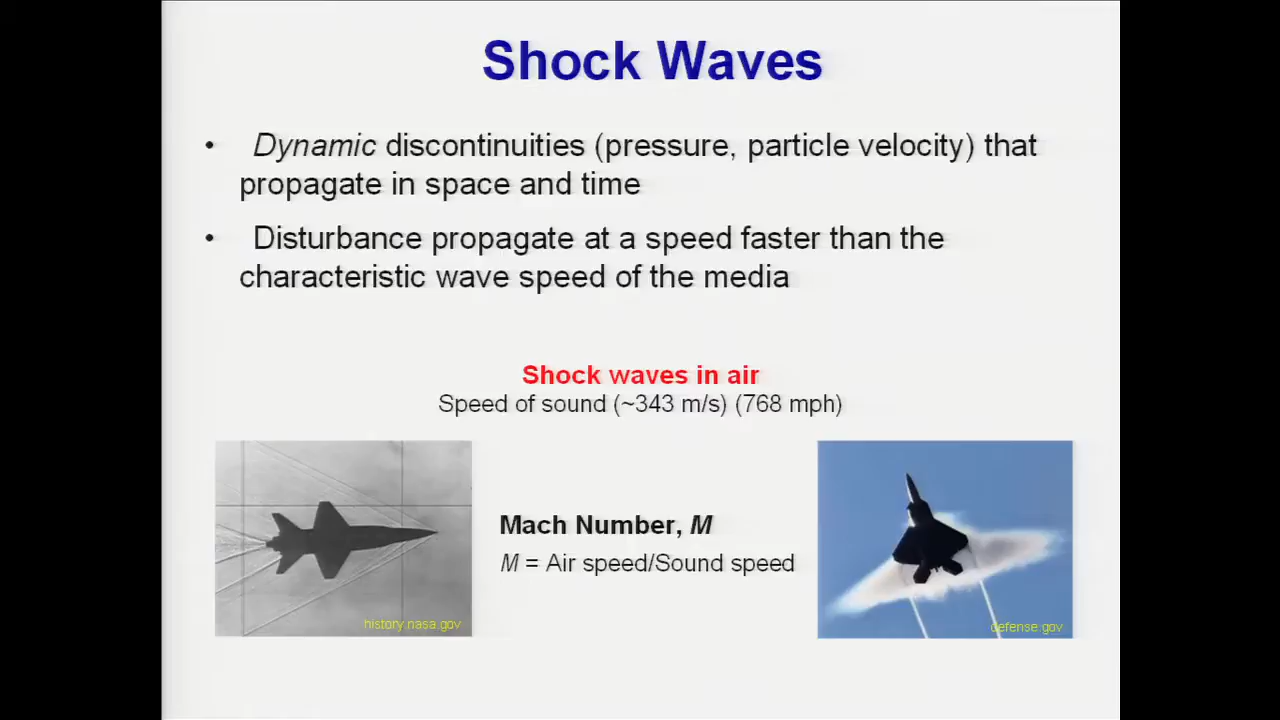 Shock Waves
• Dynamic discontinuities (pressure, particle velocity) that
propagate in space and time
• Disturbance propagate at a speed faster than the
characteristic wave speed of the media
Shock waves in air
Speed of sound (~343 m/s) (768 mph)
Mach Number, M
M = Air speed/Sound speed
history.nasa.gov
defense.gov